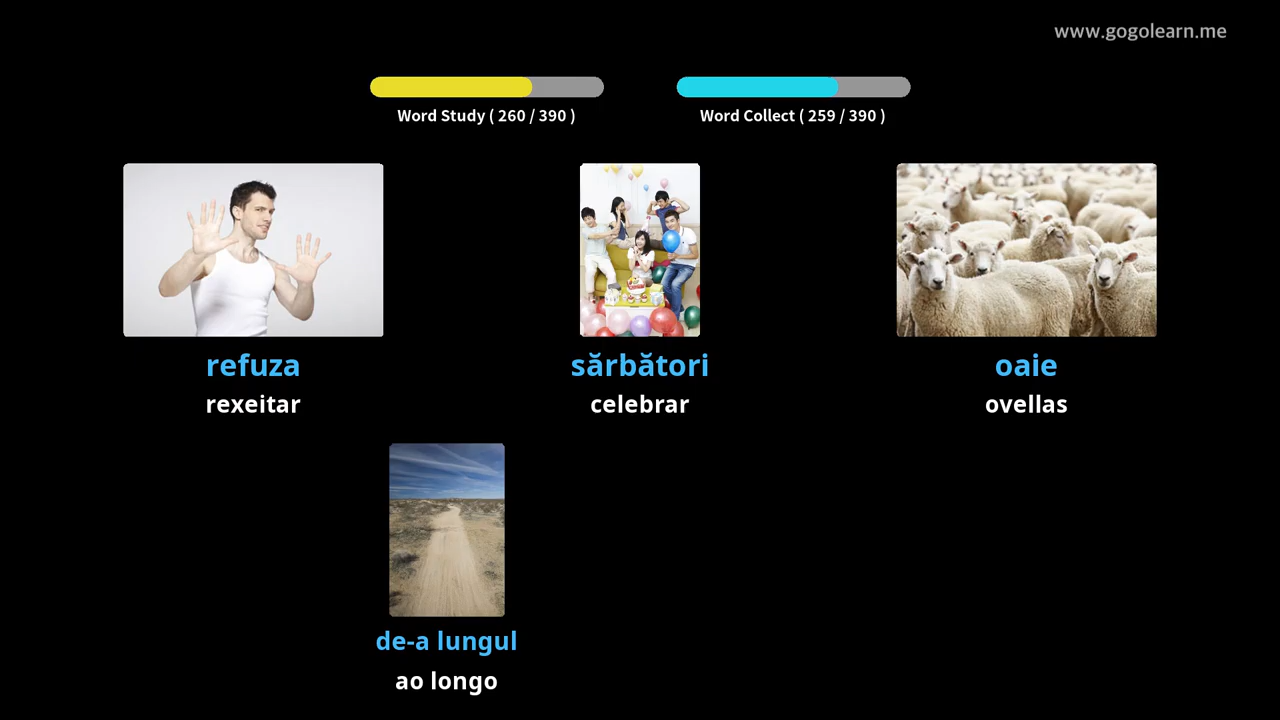 www.gogolearn.me
Word Study ( 260 / 390 )
Word Collect ( 259 / 390 )
refuza
rexeitar
sărbători
celebrar
oaie
ovellas
de-a lungul
ao longo